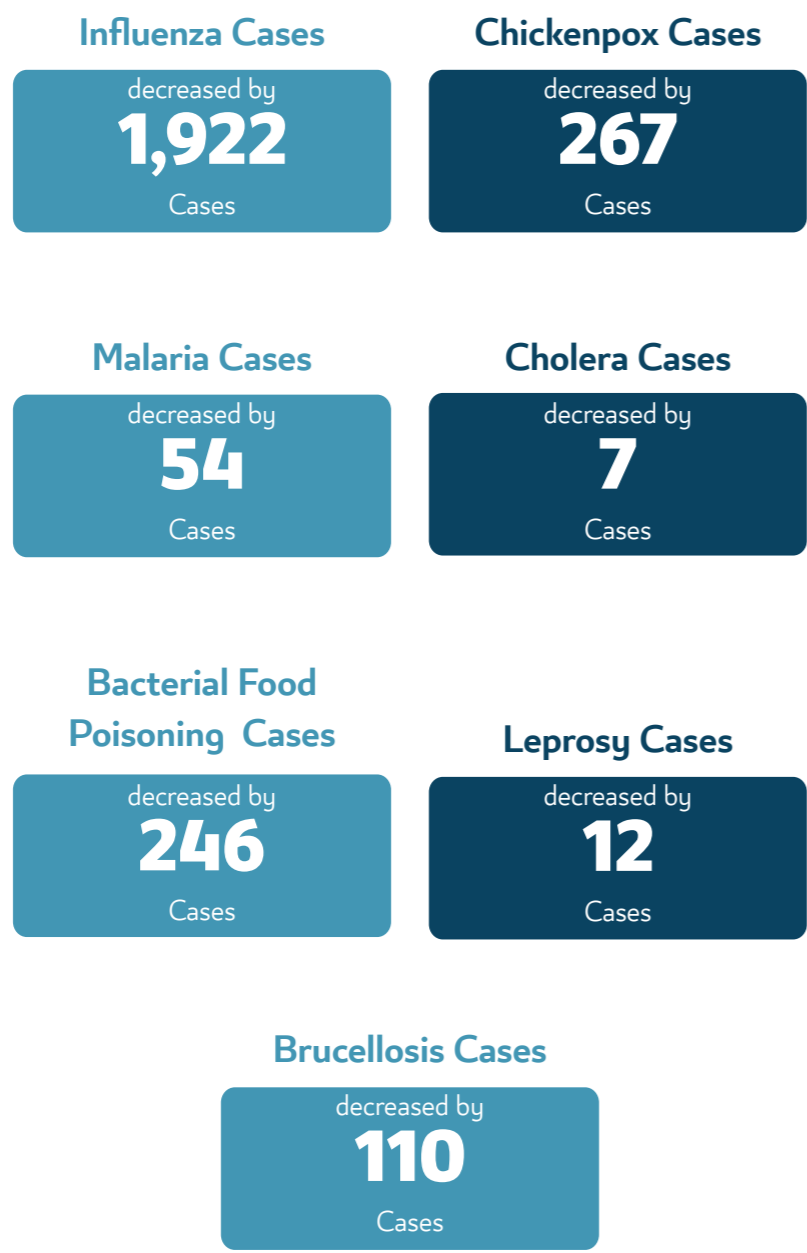 Influenza Cases
decreased by
1,922
Cases
Chickenpox Cases
decreased by
267
Cases
Malaria Cases
decreased by
54
Cases
Cholera Cases
decreased by
7
Cases
Bacterial Food
Poisoning Cases
decreased by
246
Cases
Leprosy Cases
decreased by
12
Cases
Brucellosis Cases
decreased by
110
Cases